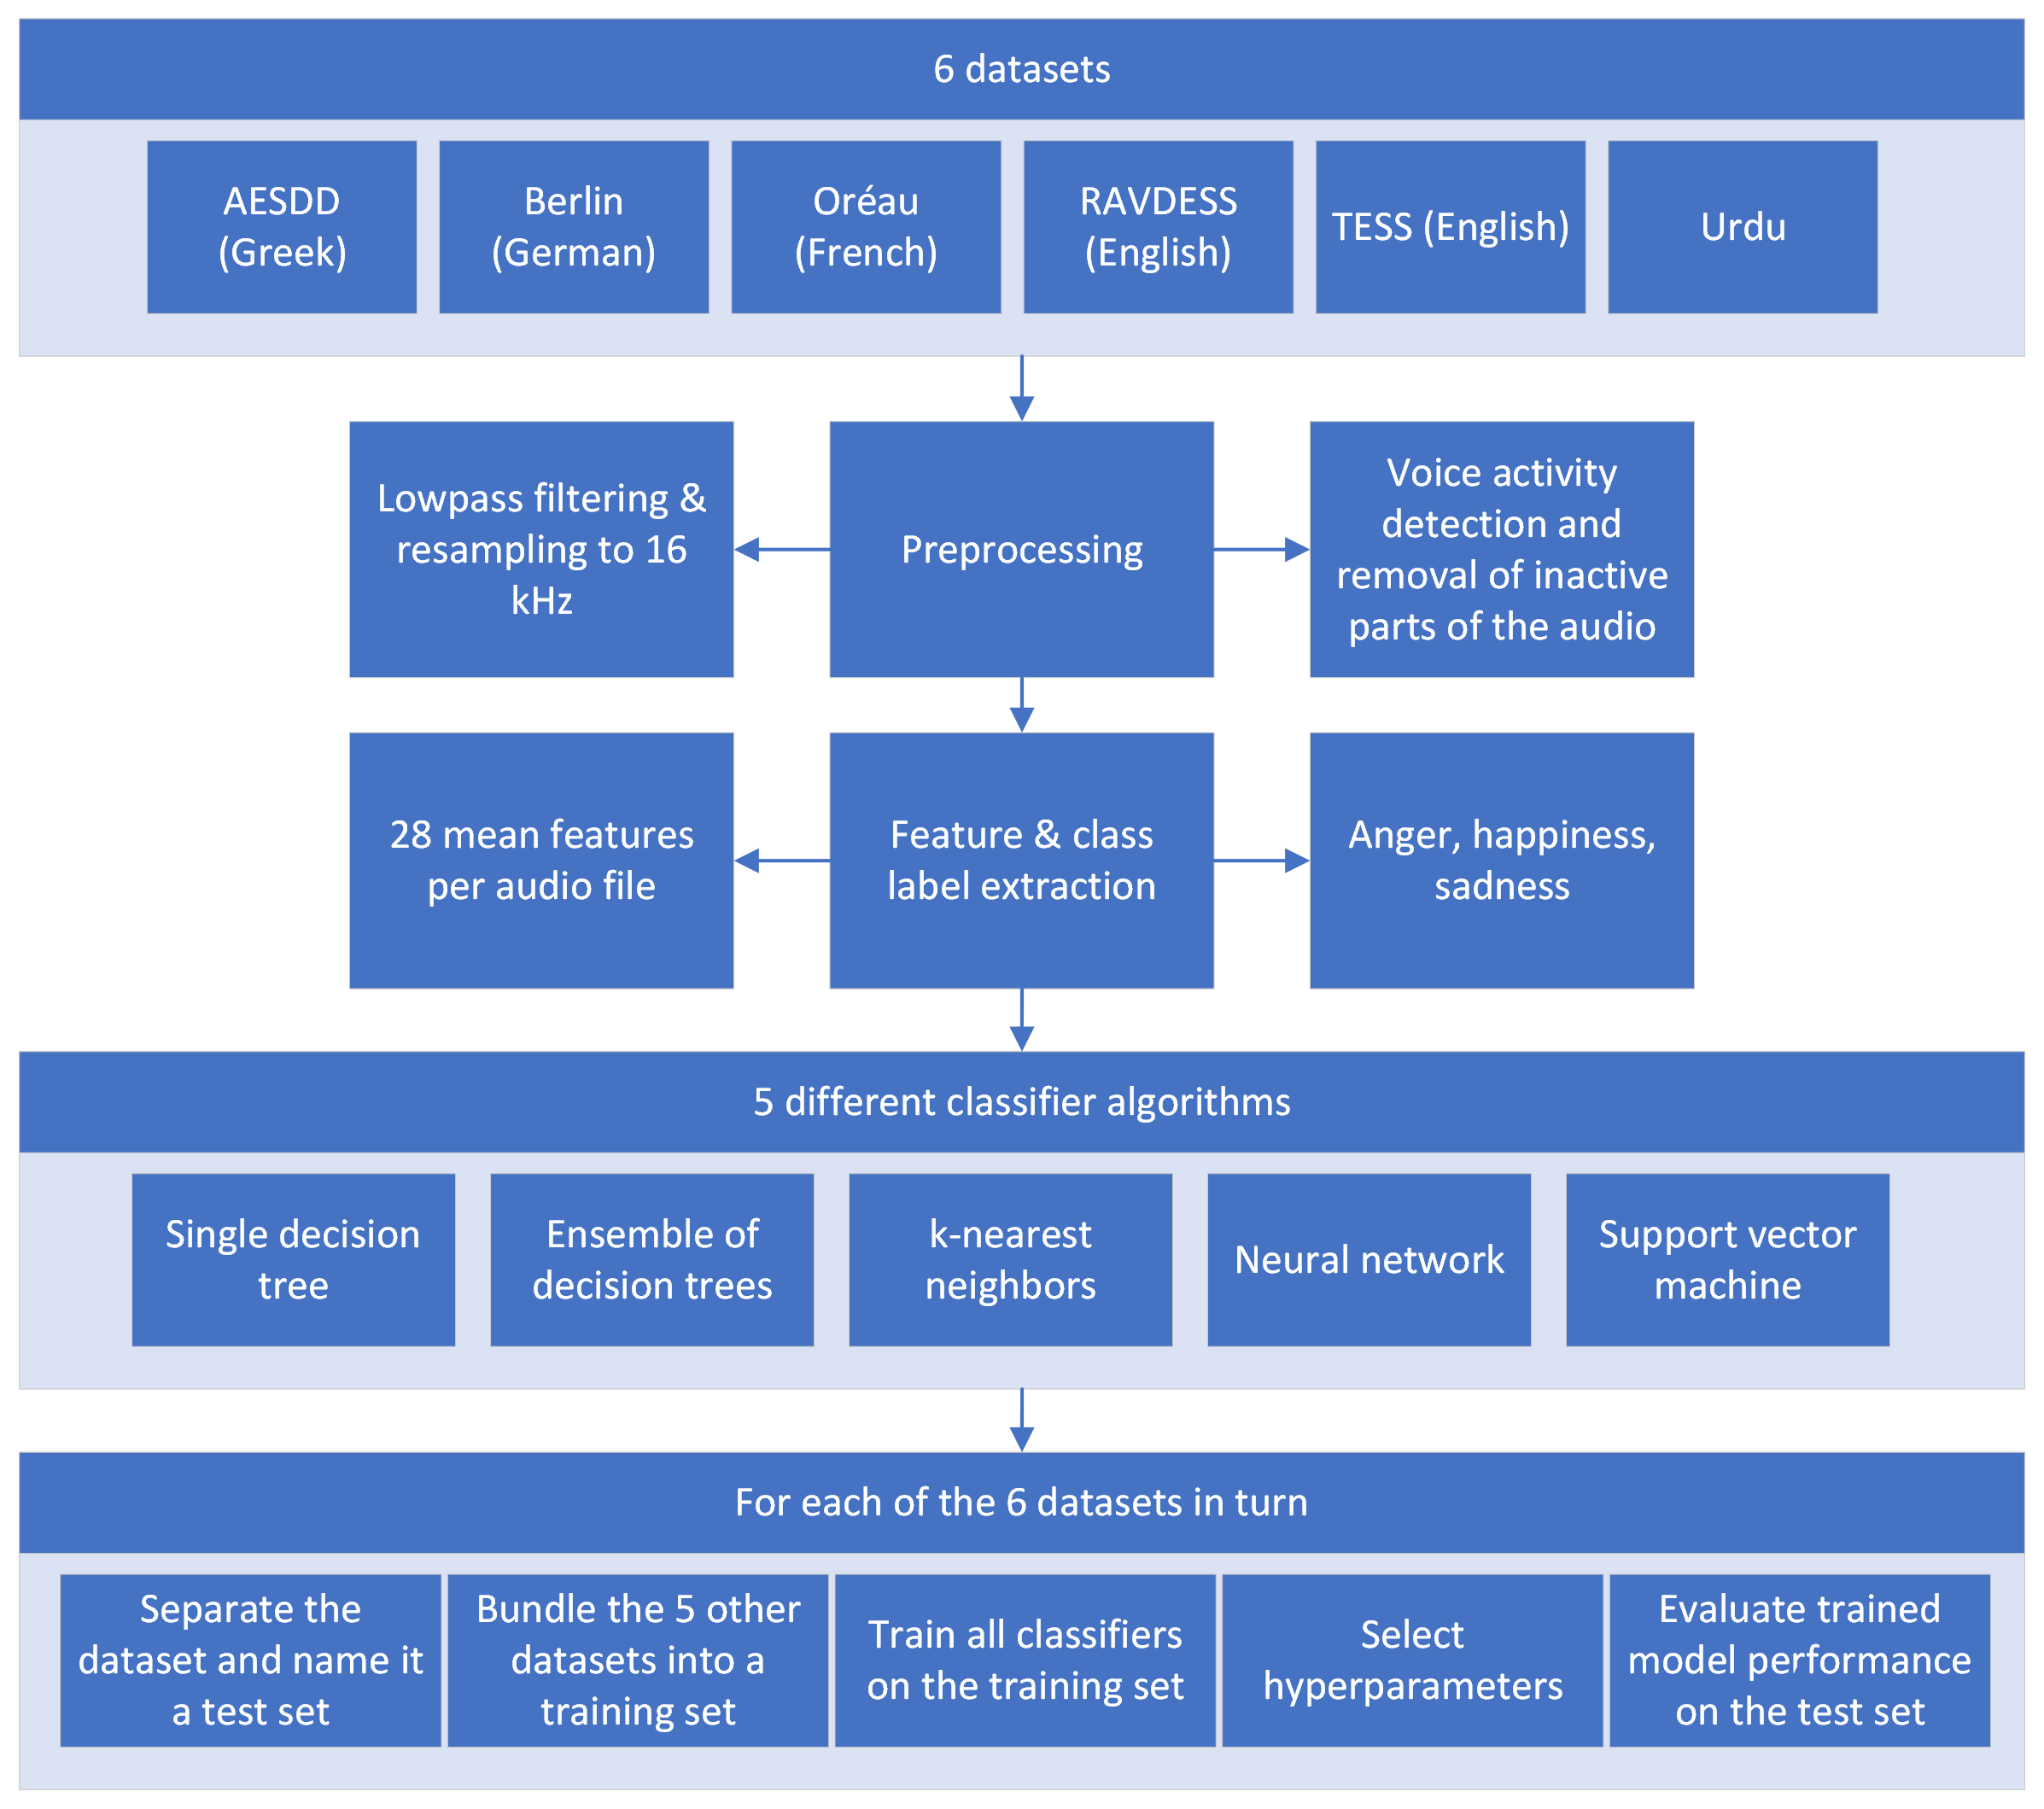 6 datasets
AESDD
(Greek)
Berlin
(German)
Oréau
(French)
RAVDESS
(English)
TESS (English)
Urdu
Lowpass filtering &
resampling to 16
kHz
Preprocessing
Voice activity
detection and
removal of inactive
parts of the audio
28 mean features
per audio file
Feature & class
label extraction
Anger, happiness,
sadness
5 different classifier algorithms
Single decision
tree
Ensemble of
decision trees
k-nearest
neighbors
Neural network
Support vector
machine
For each of the 6 datasets in turn
Separate the
dataset and name it
a test set
Bundle the 5 other
datasets into a
training set
Train all classifiers
on the training set
Select
hyperparameters
Evaluate trained
model performance
on the test set